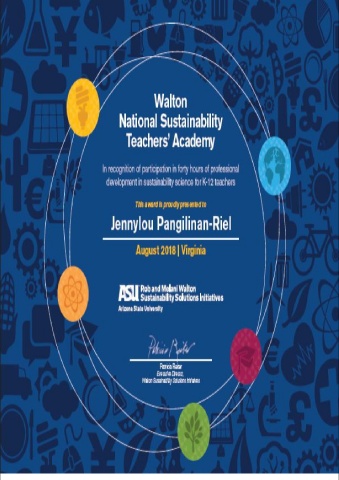 Walton
National Sustainability
Teachers' Academy
In recognition of participation in forty hours of professional
development in sustainability science for K-12 teachers
This award is proudly presented to
Jennylou Pangilinan-Riel
August 2018 | Virginia
ASU Rob and Melani Walton
Sustainability Solutions Initiatives
Arizona State University
Executive Director,
Walton Sustainability Solutions Initiatives